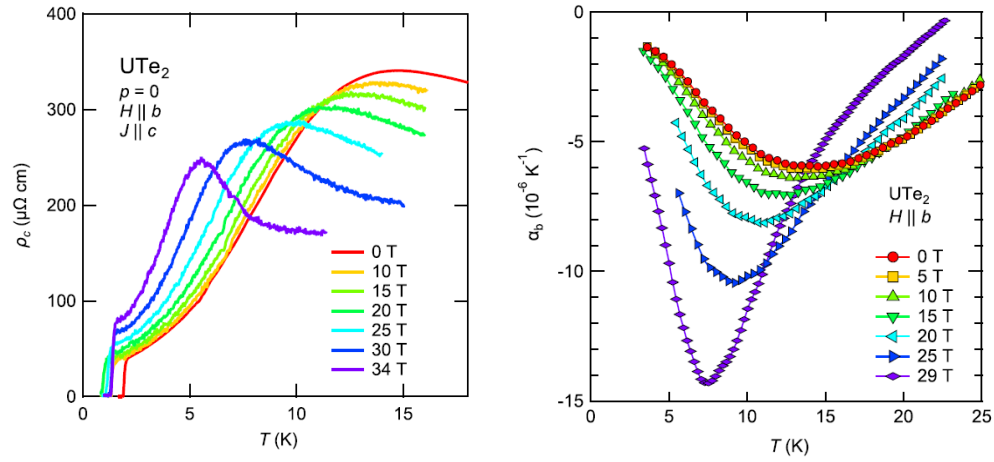 400
300
200
100
0
ρc (μΩ cm)
UTe2
p = 0
H || b
J || c
0 T
10 T
15 T
20 T
25 T
30 T
34 T
0 5 10 15
T (K)
0
-5
-10
-15
αb (10-6 K-1)
UTe2
H || b
0 T
5 T
10 T
15 T
20 T
25 T
29 T
0 5 10 15 20 25
T (K)